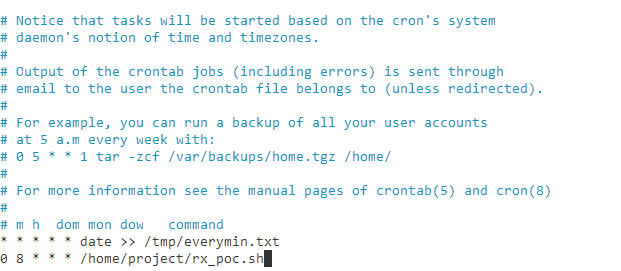 # Notice that tasks will be started based on the cron's system
# daemon's notion of time and timezones.
#
# Output of the crontab jobs (including errors) is sent through
# email to the user the crontab file belongs to (unless redirected).
#
# For example, you can run a backup of all your user accounts
# at 5 a.m every week with:
# 0 5 * * 1 tar -zcf /var/backups/home.tgz /home/
#
# For more information see the manual pages of crontab(5) and cron(8)
#
# m h  dom mon dow   command
* * * * * date >> /tmp/everymin.txt
0 8 * * * /home/project/rx_poc.sh